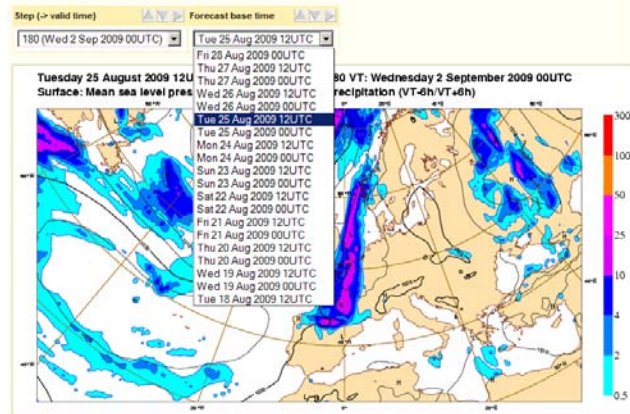 Step (-> valid time)
Forecast base time
180 (Wed 2 Sep 2009 00UTC)
Tue 25 Aug 2009 12UTC
Fri 28 Aug 2009 00UTC
Thu 27 Aug 2009 12UTC
Thu 27 Aug 2009 00UTC
Wed 26 Aug 2009 12UTC
Wed 26 Aug 2009 00UTC
Tue 25 Aug 2009 12UTC
Tue 25 Aug 2009 00UTC
Mon 24 Aug 2009 12UTC
Mon 24 Aug 2009 00UTC
Sun 23 Aug 2009 12UTC
Sun 23 Aug 2009 00UTC
Sat 22 Aug 2009 12UTC
Sat 22 Aug 2009 00UTC
Fri 21 Aug 2009 12UTC
Fri 21 Aug 2009 00UTC
Thu 20 Aug 2009 12UTC
Thu 20 Aug 2009 00UTC
Wed 19 Aug 2009 12UTC
Wed 19 Aug 2009 00UTC
Tue 18 Aug 2009 12UTC
Tuesday 25 August 2009 12U 80 VT: Wednesday 2 September 2009 00UTC
Surface: Mean sea level pres recipitation (VT-6h/VT+6h)
300
100
50
25
10
4
2
0.5